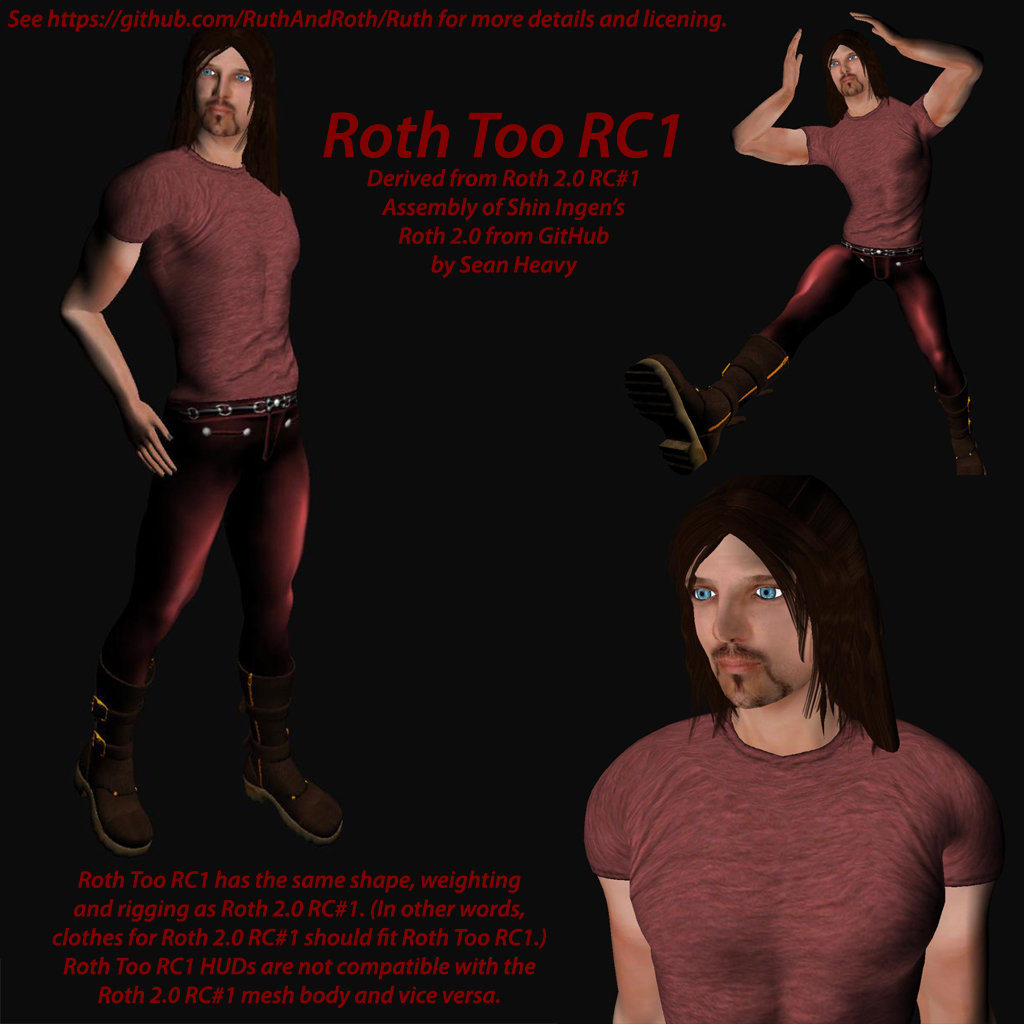 See https://github.com/RuthAndRoth/Ruth for more details and licening.
Roth Too RC1
Derived from Roth 2.0 RC#1
Assembly of Shin Ingen's
Roth 2.0 from GitHub
by Sean Heavy
Roth Too RC1 has the same shape, weighting
and rigging as Roth 2.0 RC#1. (In other words,
clothes for Roth 2.0 RC#1 should fit Roth Too RC1.)
Roth Too RC1 HUDs are not compatible with the
Roth 2.0 RC#1 mesh body and vice versa.